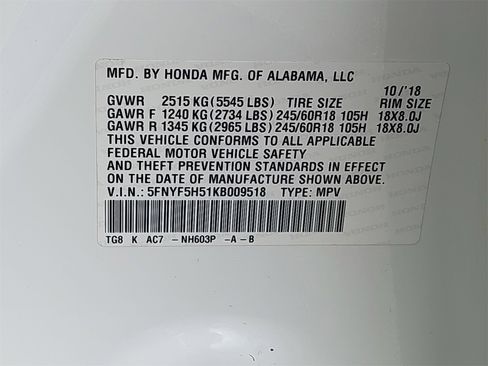 MFD. BY HONDA MFG. OF ALABAMA, LLC
10/'18
GVWR 2515 KG (5545 LBS) TIRE SIZE RIM SIZE
GAWR F 1240 KG (2734 LBS) 245/60R18 105H 18X8.0J
GAWR R 1345 KG (2965 LBS) 245/60R18 105H 18X8.0J
THIS VEHICLE CONFORMS TO ALL APPLICABLE
FEDERAL MOTOR VEHICLE SAFETY
AND THEFT PREVENTION STANDARDS IN EFFECT
ON THE DATE OF MANUFACTURE SHOWN ABOVE.
V.I.N.: 5FNYF5H51KB009518 TYPE: MPV
TG8 K AC7 -NH603P -A-B